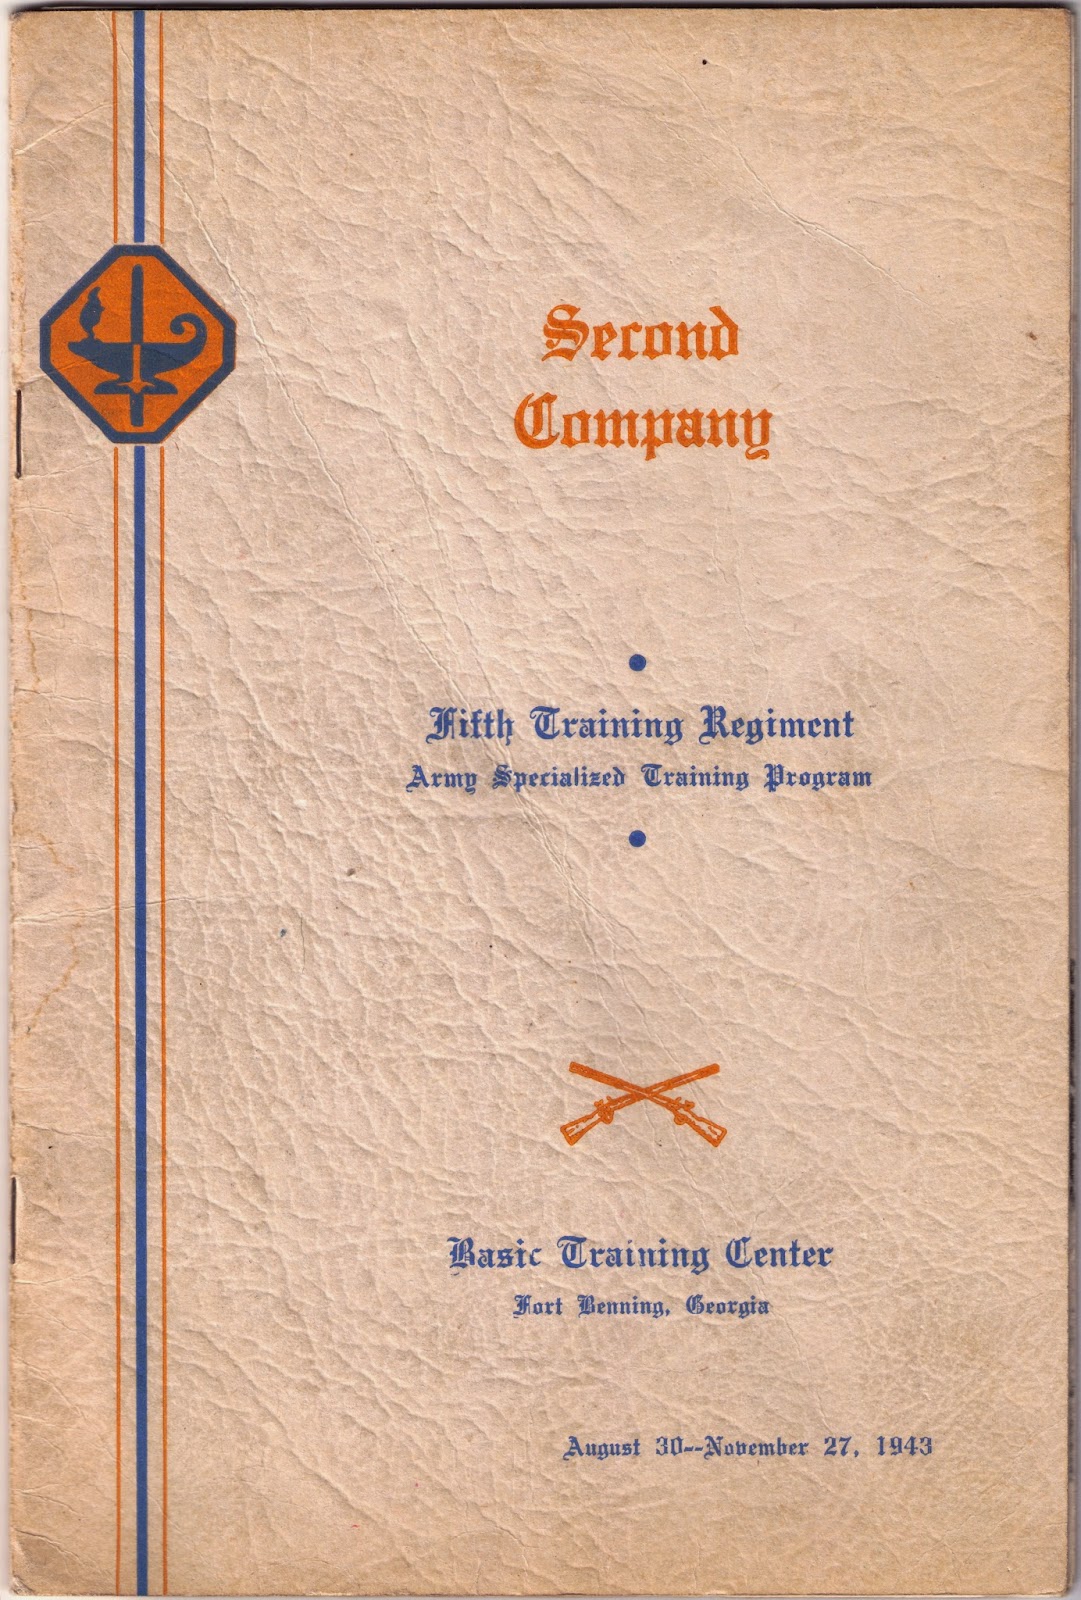 Second
Company
Fifth Training Regiment
Army Specialized Training Program
Basic Training Center
Fort Benning, Georgia
August 30--November 27, 1943